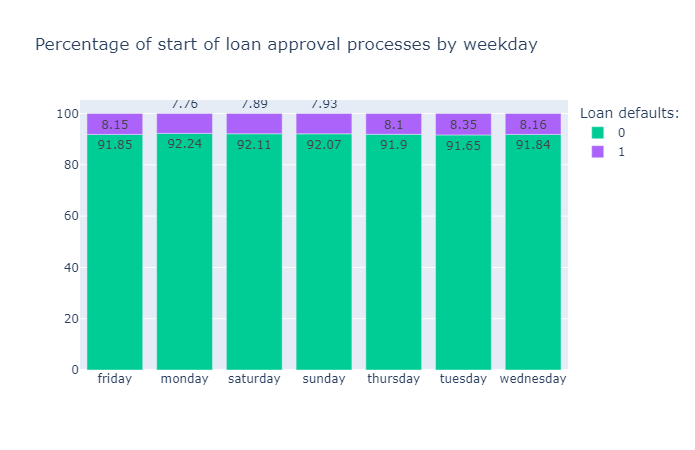 Percentage of start of loan approval processes by weekday
7.76 7.89 7.93
100
8.15 8.1 8.35 8.16
91.85 92.24 92.11 92.07 91.9 91.65 91.84
80
60
40
20
0
friday monday saturday sunday thursday tuesday wednesday
Loan defaults:
0
1